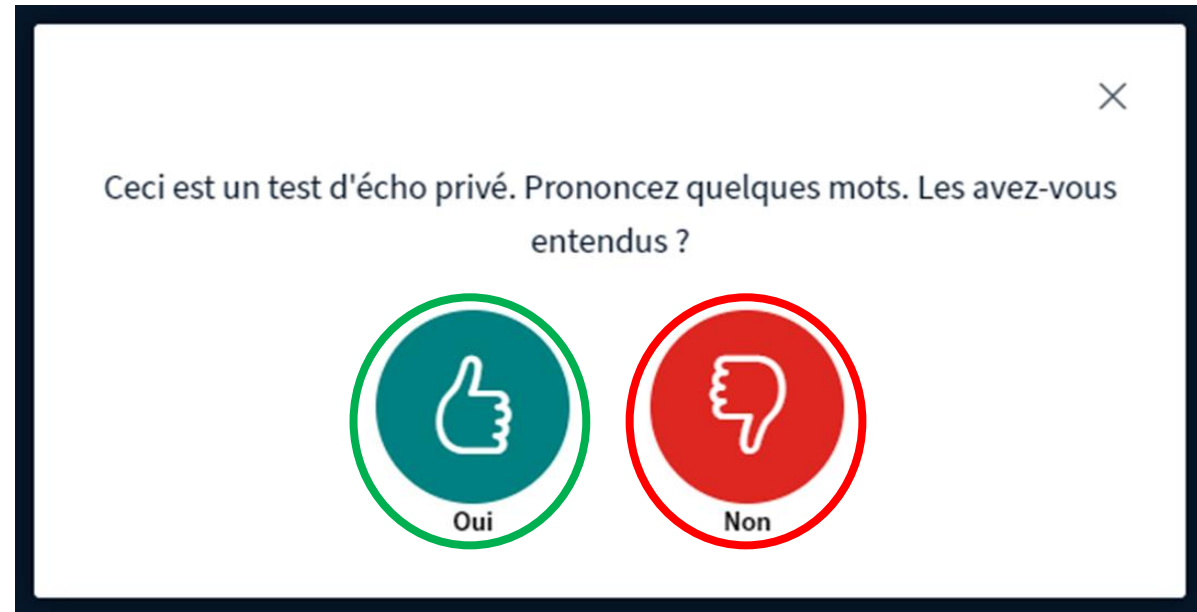 Ceci est un test d'écho privé. Prononcez quelques mots. Les avez-vous
entendus ?
Oui
Non